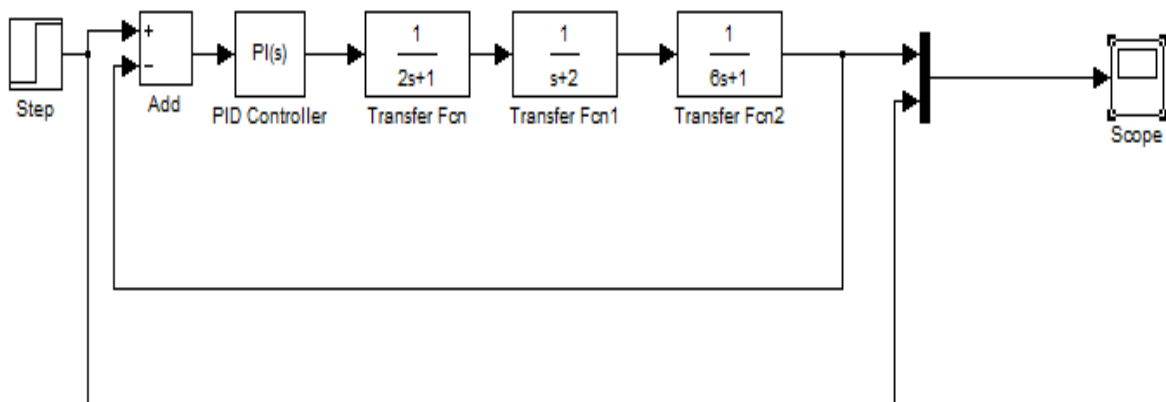 +
−
Step
Add
PI(s)
PID Controller
1
2s+1
Transfer Fcn
1
s+2
Transfer Fcn1
1
6s+1
Transfer Fcn2
Scope